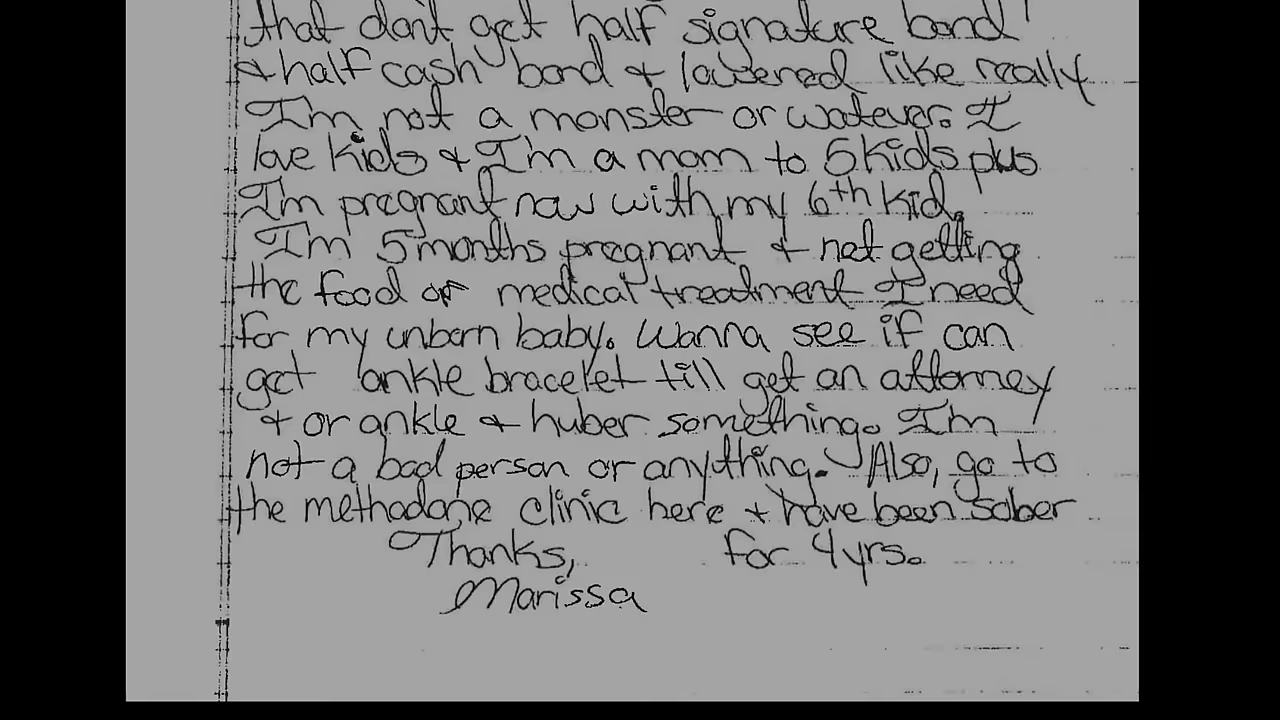 that don't get half signature bond
& half cash bond & lowered like really
I'm not a monster or watever. I
love kids & I'm a mom to 5 kids plus
I'm pregnant now with my 6th kid.
I'm 5 months pregnant & not getting
the food or medical treatment I need
for my unborn baby. Wanna see if can
get ankle bracelet till get an attorney
& or ankle & huber something. I'm
not a bad person or anything. Also, go to
the methadone clinic here & have been sober
Thanks, for 4 yrs.
Marissa